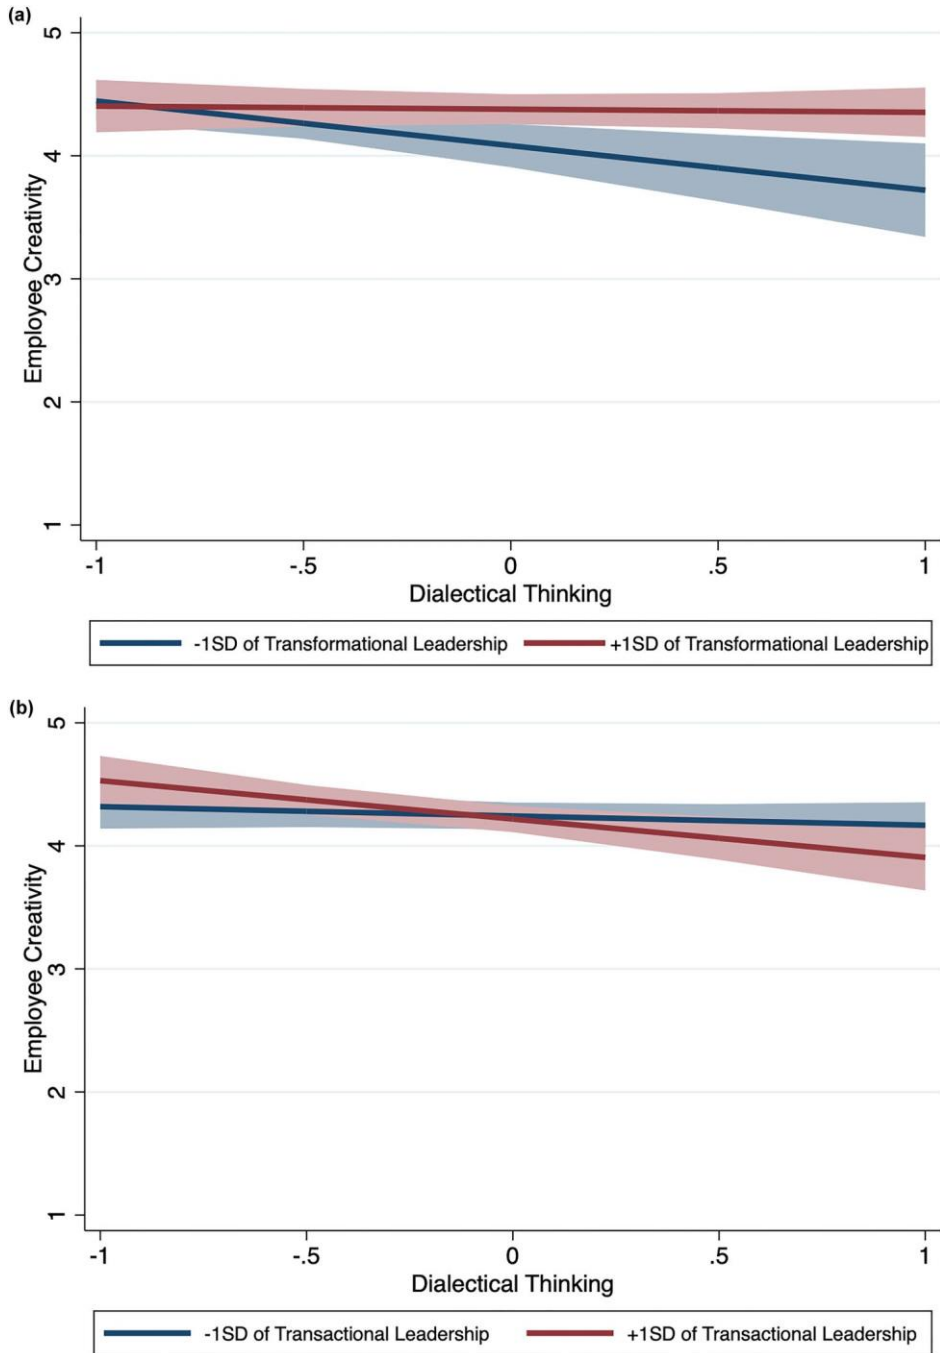 (a)
5
4
3
2
1
Employee Creativity
-1
-.5
0
.5
1
Dialectical Thinking
-1SD of Transformational Leadership
+1SD of Transformational Leadership
(b)
5
4
3
2
1
Employee Creativity
-1
-.5
0
.5
1
Dialectical Thinking
-1SD of Transactional Leadership
+1SD of Transactional Leadership